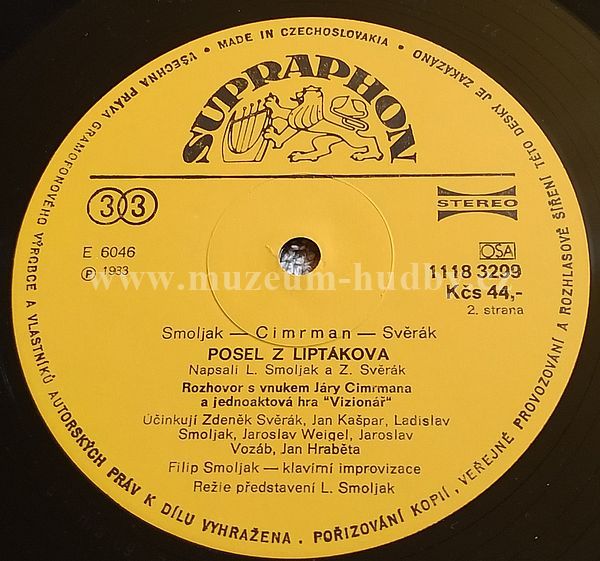 VŠECHNA PRÁVA GRAMOFONOVÉHO VÝROBCE A VLASTNÍKŮ AUTORSKÝCH PRÁV K DÍLU VYHRAŽENA . POŘIZOVÁNÍ KOPIÍ, VEŘEJNÉ PROVOZOVÁNÍ A ROZHLASOVÉ ŠÍŘENÍ TÉTO DESKY JE ZAKÁZÁNO
• MADE IN CZECHOSLOVAKIA •
SUPRAPHON
33
STEREO
E 6046
℗ 1933
OSA
1118 3299
Kčs 44,-
2. strana
www.muzeum-hudby.cz
Smoljak — Cimrman — Svěrák
POSEL Z LIPTÁKOVA
Napsali L. Smoljak a Z. Svěrák
Rozhovor s vnukem Járy Cimrmana
a jednoaktová hra "Vizionář"
Účinkují Zdeněk Svěrák, Jan Kašpar, Ladislav
Smoljak, Jaroslav Weigel, Jaroslav
Vozáb, Jan Hraběta
Filip Smoljak — klavírní improvizace
Režie představení L. Smoljak